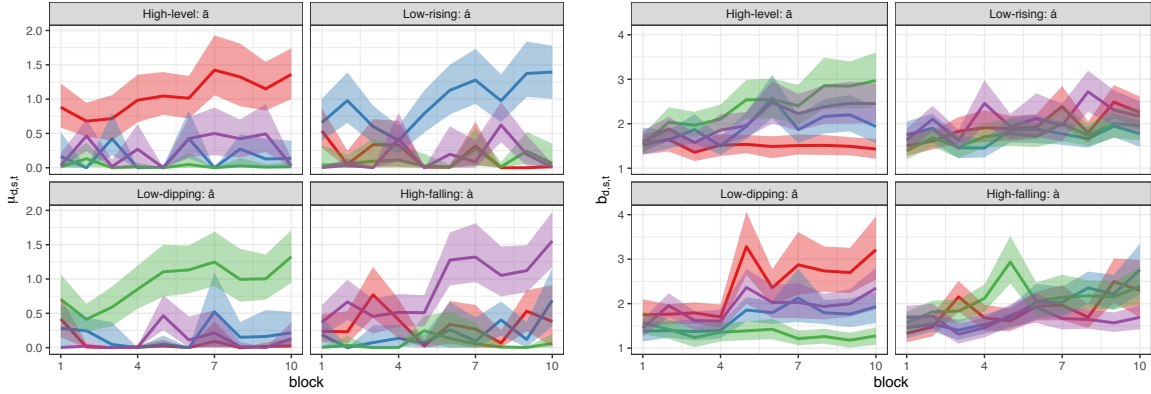 High-level: ā
Low-rising: á
2.0
1.5
1.0
0.5
0.0
Low-dipping: ă
High-falling: à
2.0
1.5
1.0
0.5
0.0
1 4 7 10 1 4 7 10
block
μd,s,t
High-level: ā
Low-rising: á
4
3
2
1
Low-dipping: ă
High-falling: à
4
3
2
1
1 4 7 10 1 4 7 10
block
bd,s,t